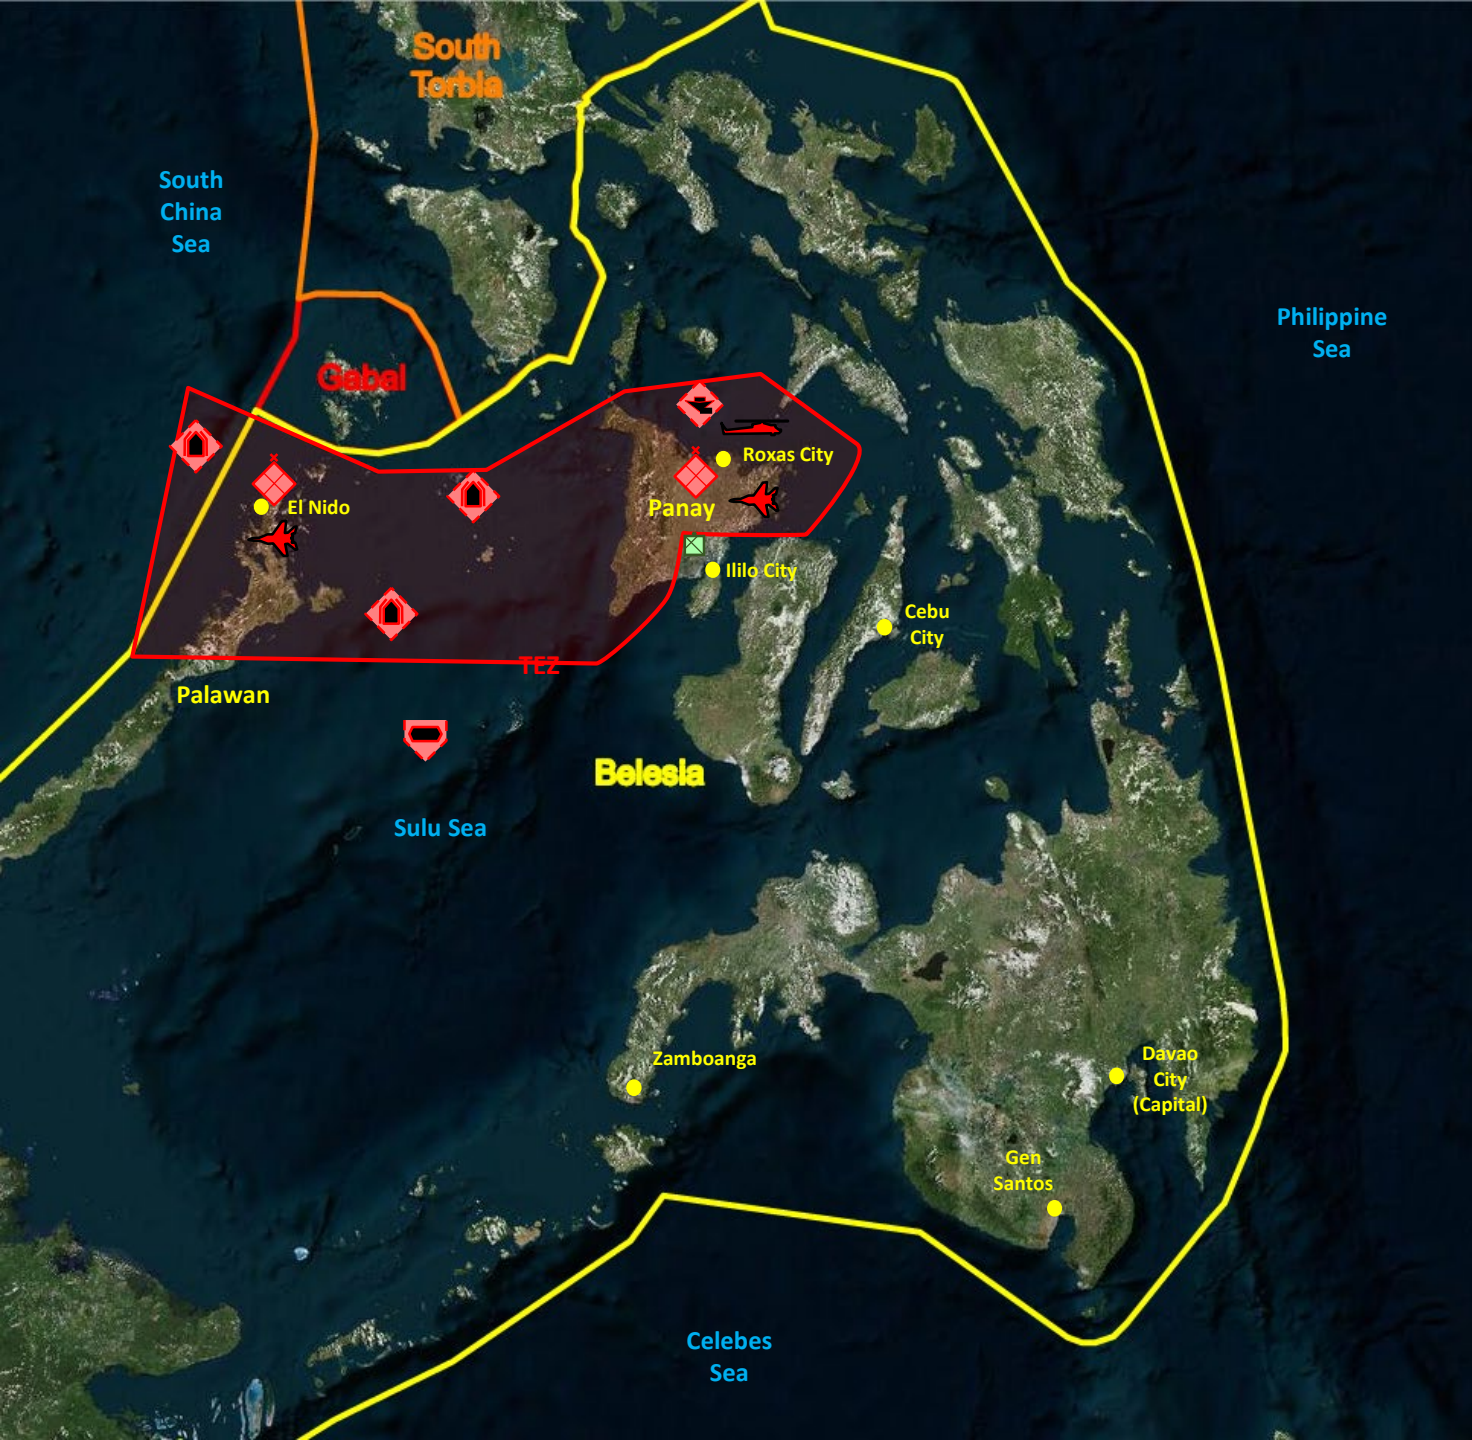 South
Torbia
South
China
Sea
Philippine
Sea
Gabal
Roxas City
El Nido
Panay
Ililo City
Cebu
City
TEZ
Palawan
Belesia
Sulu Sea
Zamboanga
Davao
City
(Capital)
Gen
Santos
Celebes
Sea